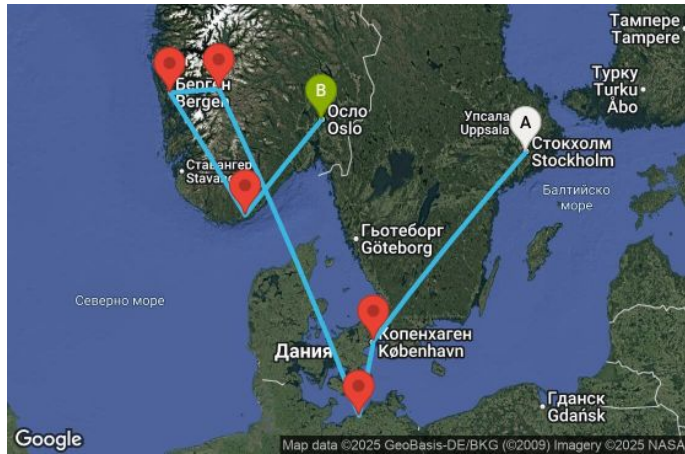 Тампере
Tampere
Турку
Turku
Åbo
Упсала
Uppsala
A
Стокхолм
Stockholm
Балтийско
море
Берген
Bergen
B
Осло
Oslo
Ставангер
Гьотеборг
Göteborg
Северно море
Дания
Копенхаген
København
Гданск
Gdańsk
Google
Map data ©2025 GeoBasis-DE/BKG (©2009) Imagery ©2025 NASA